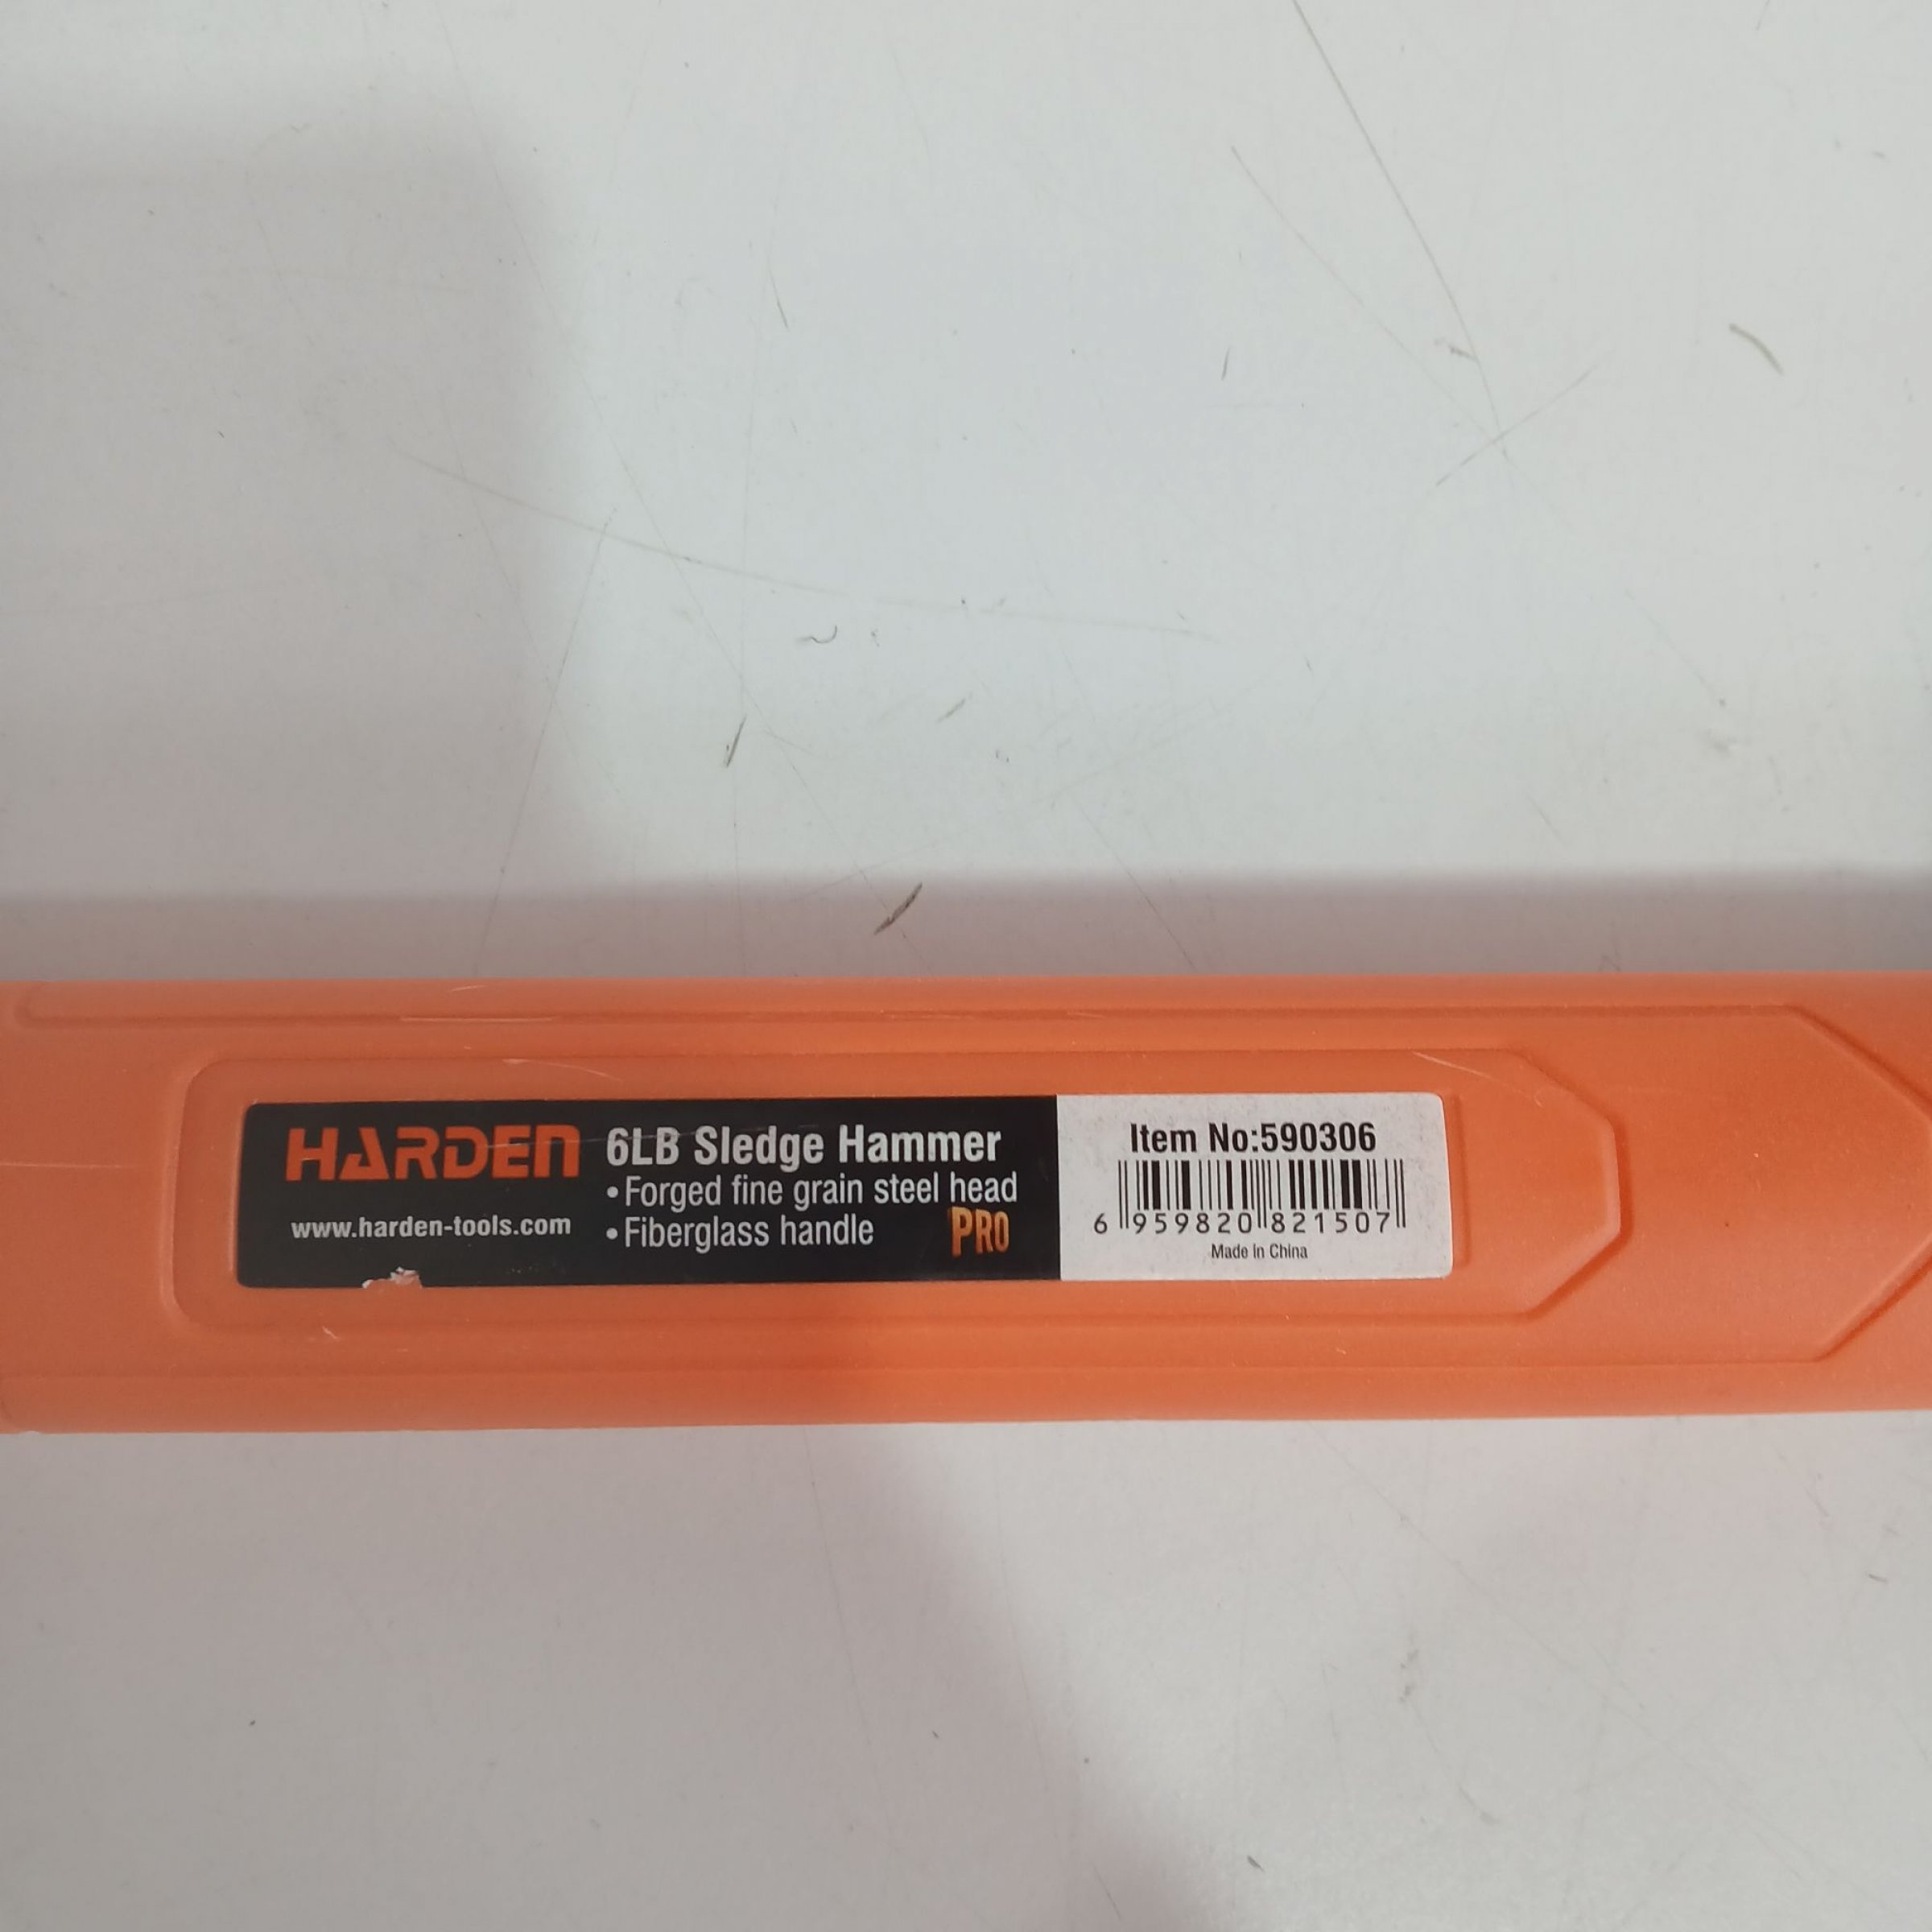 HARDEN
www.harden-tools.com
6LB Sledge Hammer
•Forged fine grain steel head
•Fiberglass handle
PRO
Item No:590306
6 959820 821507
Made In China